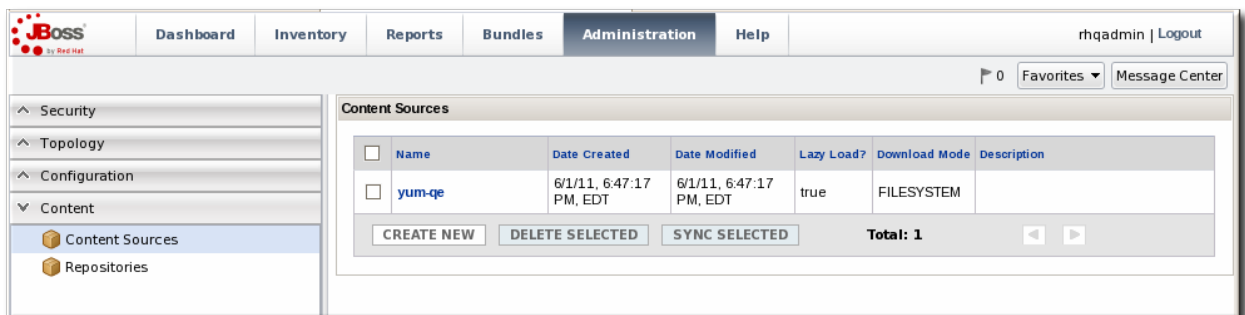 JBoss
by Red Hat
Dashboard Inventory Reports Bundles Administration Help rhqadmin | Logout
0 Favorites Message Center
Security
Topology
Configuration
Content
Content Sources
Repositories
Content Sources
Name Date Created Date Modified Lazy Load? Download Mode Description
yum-qe 6/1/11, 6:47:17 PM, EDT 6/1/11, 6:47:17 PM, EDT true FILESYSTEM
CREATE NEW DELETE SELECTED SYNC SELECTED Total: 1